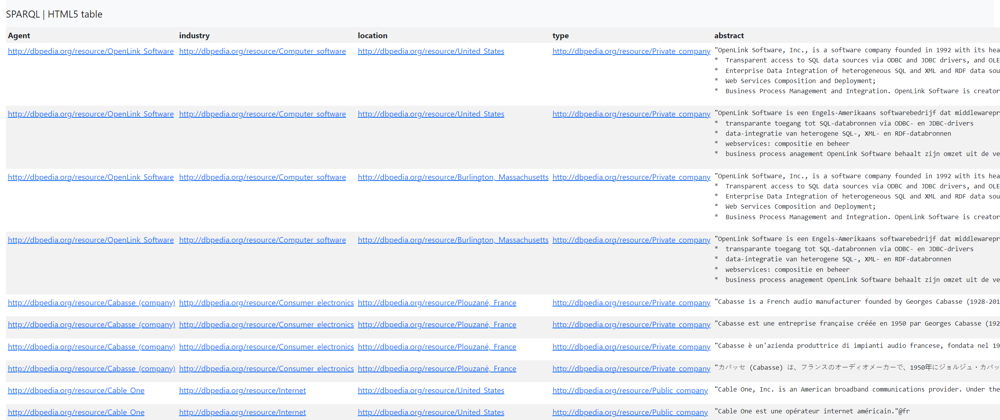 SPARQL | HTML5 table
Agent industry location type abstract
http://dbpedia.org/resource/OpenLink_Software http://dbpedia.org/resource/Computer_software http://dbpedia.org/resource/United_States http://dbpedia.org/resource/Private_company "OpenLink Software, Inc., is a software company founded in 1992 with its hea
* Transparent access to SQL data sources via ODBC and JDBC drivers, and OLE
* Enterprise Data Integration of heterogeneous SQL and XML and RDF data sou
* Web Services Composition and Deployment;
* Business Process Management and Integration. OpenLink Software is creator
http://dbpedia.org/resource/OpenLink_Software http://dbpedia.org/resource/Computer_software http://dbpedia.org/resource/United_States http://dbpedia.org/resource/Private_company "OpenLink Software is een Engels-Amerikaans softwarebedrijf dat middlewarepr
* transparante toegang tot SQL-databronnen via ODBC- en JDBC-drivers
* data-integratie van heterogene SQL-, XML- en RDF-databronnen
* webservices: compositie en beheer
* business process anagement OpenLink Software behaalt zijn omzet uit de ve
http://dbpedia.org/resource/OpenLink_Software http://dbpedia.org/resource/Computer_software http://dbpedia.org/resource/Burlington,_Massachusetts http://dbpedia.org/resource/Private_company "OpenLink Software, Inc., is a software company founded in 1992 with its hea
* Transparent access to SQL data sources via ODBC and JDBC drivers, and OLE
* Enterprise Data Integration of heterogeneous SQL and XML and RDF data sou
* Web Services Composition and Deployment;
* Business Process Management and Integration. OpenLink Software is creator
http://dbpedia.org/resource/OpenLink_Software http://dbpedia.org/resource/Computer_software http://dbpedia.org/resource/Burlington,_Massachusetts http://dbpedia.org/resource/Private_company "OpenLink Software is een Engels-Amerikaans softwarebedrijf dat middlewarepr
* transparante toegang tot SQL-databronnen via ODBC- en JDBC-drivers
* data-integratie van heterogene SQL-, XML- en RDF-databronnen
* webservices: compositie en beheer
* business process anagement OpenLink Software behaalt zijn omzet uit de ve
http://dbpedia.org/resource/Cabasse_(company) http://dbpedia.org/resource/Consumer_electronics http://dbpedia.org/resource/Plouzané,_France http://dbpedia.org/resource/Private_company "Cabasse is a French audio manufacturer founded by Georges Cabasse (1928-201
http://dbpedia.org/resource/Cabasse_(company) http://dbpedia.org/resource/Consumer_electronics http://dbpedia.org/resource/Plouzané,_France http://dbpedia.org/resource/Private_company "Cabasse est une entreprise française créée en 1950 par Georges Cabasse (192
http://dbpedia.org/resource/Cabasse_(company) http://dbpedia.org/resource/Consumer_electronics http://dbpedia.org/resource/Plouzané,_France http://dbpedia.org/resource/Private_company "Cabasse è un'azienda produttrice di impianti audio francese, fondata nel 19
http://dbpedia.org/resource/Cabasse_(company) http://dbpedia.org/resource/Consumer_electronics http://dbpedia.org/resource/Plouzané,_France http://dbpedia.org/resource/Private_company "カバッセ (Cabasse) は、フランスのオーディオメーカーで、1950年にジョルジュ・カバッ
http://dbpedia.org/resource/Cable_One http://dbpedia.org/resource/Internet http://dbpedia.org/resource/United_States http://dbpedia.org/resource/Public_company "Cable One, Inc. is an American broadband communications provider. Under the
http://dbpedia.org/resource/Cable_One http://dbpedia.org/resource/Internet http://dbpedia.org/resource/United_States http://dbpedia.org/resource/Public_company "Cable One est une opérateur internet américain."@fr